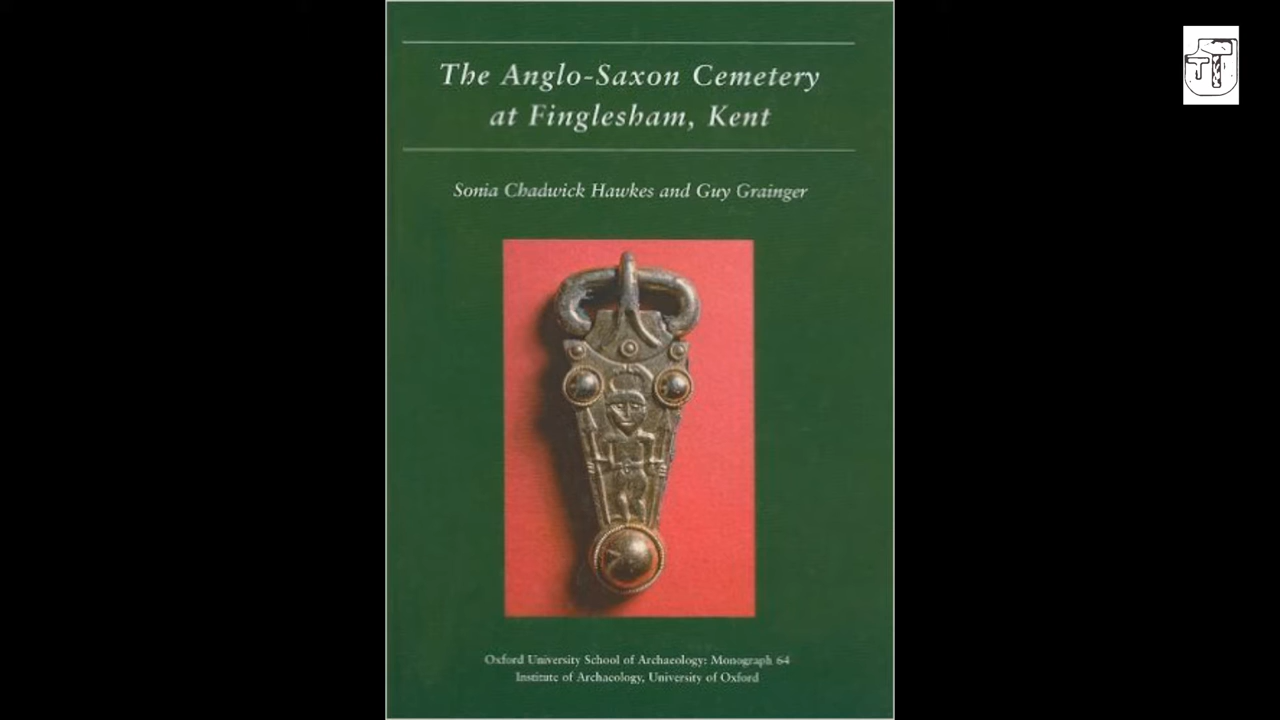 The Anglo-Saxon Cemetery
at Finglesham, Kent
Sonia Chadwick Hawkes and Guy Grainger
Oxford University School of Archaeology: Monograph 64
Institute of Archaeology, University of Oxford